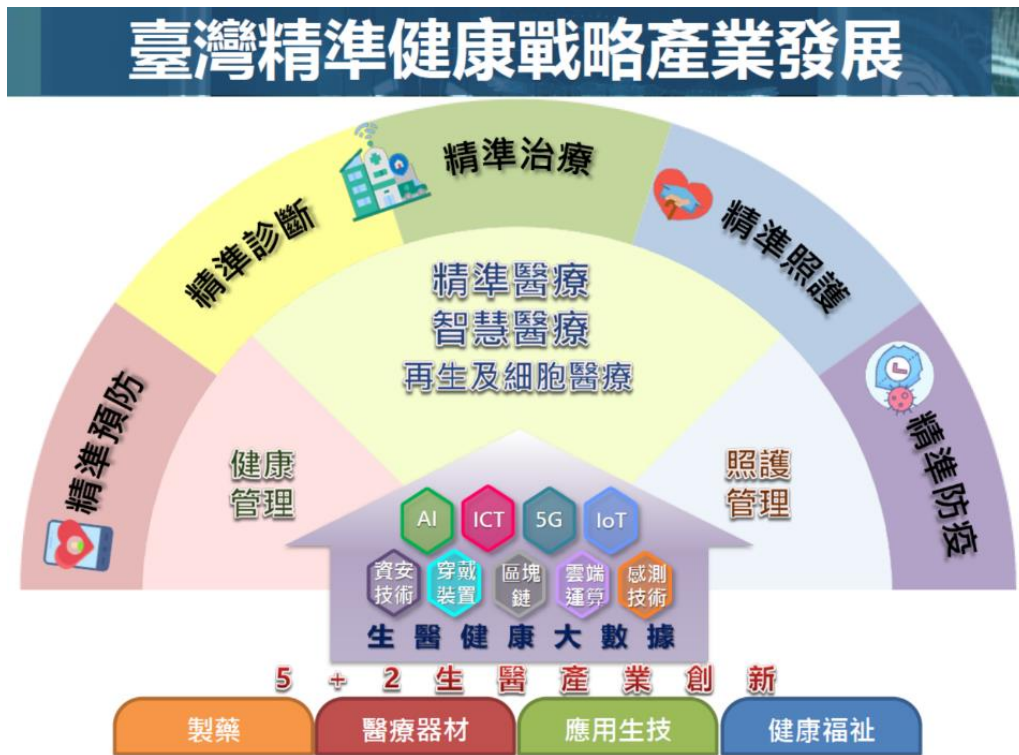 臺灣精準健康戰略產業發展
精準預防
精準診斷
精準治療
精準照護
精準防疫
精準醫療
智慧醫療
再生及細胞醫療
健康
管理
照護
管理
AI
ICT
5G
IoT
資安
技術
穿戴
裝置
區塊
鏈
雲端
運算
感測
技術
生醫健康大數據
5+2生醫產業創新
製藥
醫療器材
應用生技
健康福祉